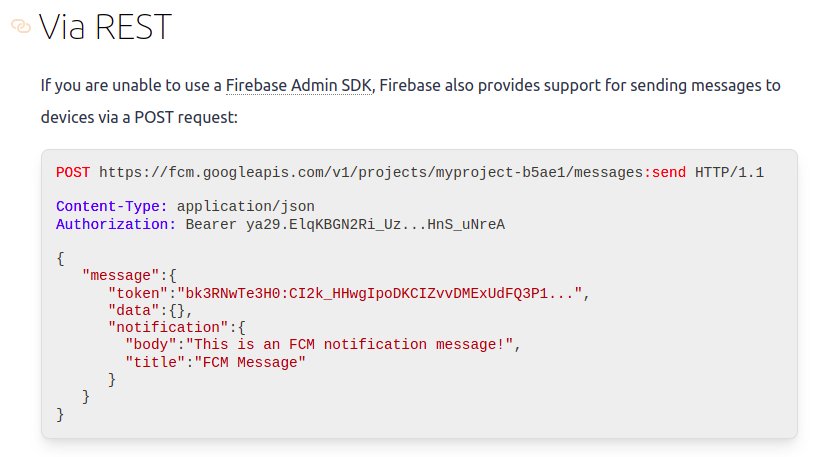 Via REST
If you are unable to use a Firebase Admin SDK, Firebase also provides support for sending messages to
devices via a POST request:
POST https://fcm.googleapis.com/v1/projects/myproject-b5ae1/messages:send HTTP/1.1
Content-Type: application/json
Authorization: Bearer ya29.ElqKBGN2Ri_Uz...HnS_uNreA
{
"message":{
"token":"bk3RNwTe3H0:CI2k_HHwgIpoDKCIZvvDMExUdFQ3P1...",
"data":{},
"notification":{
"body":"This is an FCM notification message!",
"title":"FCM Message"
}
}
}